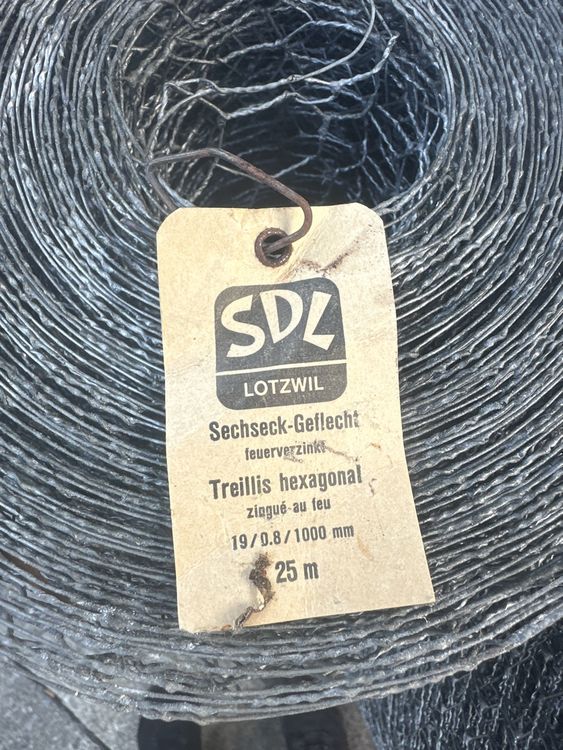 SDL
LOTZWIL
Sechseck-Geflecht
feuerverzinkt
Treillis hexagonal
zingué au feu
19/0.8/1000 mm
25 m